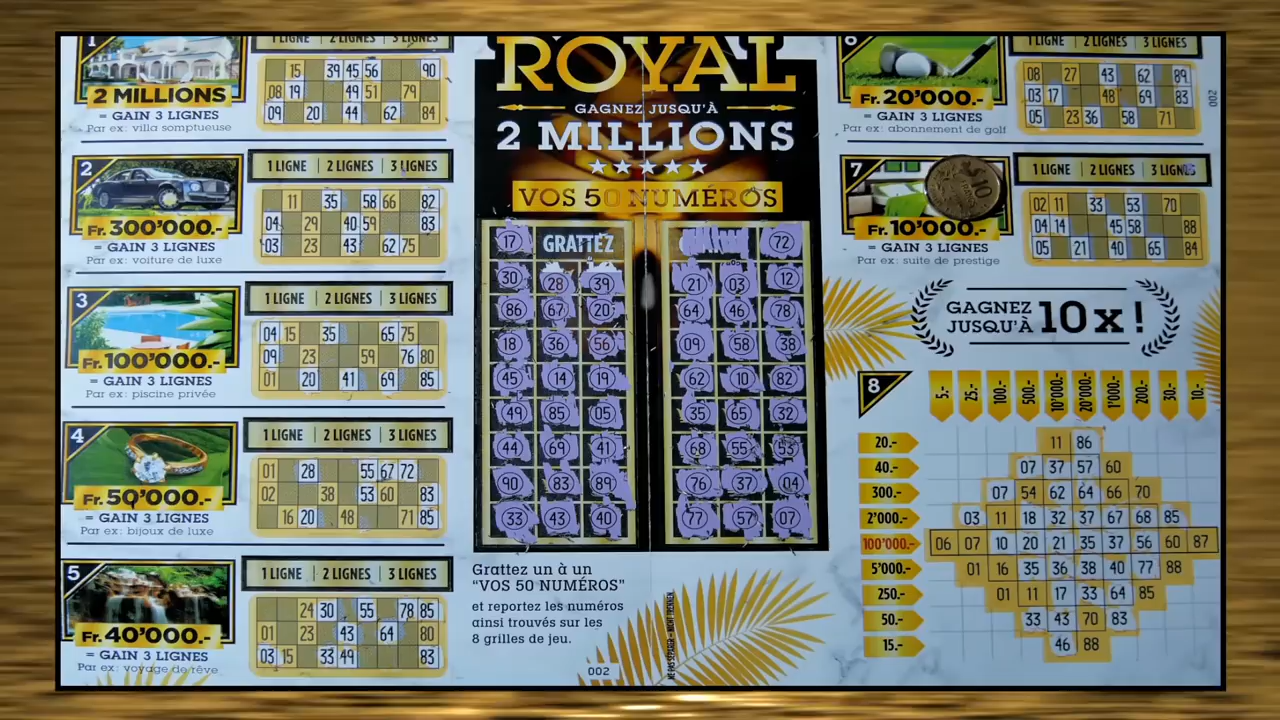 1
2 MILLIONS
= GAIN 3 LIGNES
Par ex: villa somptueuse
1 LIGNE | 2 LIGNES | 3 LIGNES
15 39 45 56 90
08 19 49 51 79
09 20 44 62 84
2
Fr. 300'000.-
= GAIN 3 LIGNES
Par ex: voiture de luxe
1 LIGNE | 2 LIGNES | 3 LIGNES
11 35 58 66 82
04 29 40 59 83
03 23 43 62 75
3
Fr. 100'000.-
= GAIN 3 LIGNES
Par ex: piscine privée
1 LIGNE | 2 LIGNES | 3 LIGNES
04 15 35 65 75
09 23 59 76 80
01 20 41 69 85
4
Fr. 50'000.-
= GAIN 3 LIGNES
Par ex: bijoux de luxe
1 LIGNE | 2 LIGNES | 3 LIGNES
01 28 55 67 72
02 38 53 60 83
16 20 48 71 85
5
Fr. 40'000.-
= GAIN 3 LIGNES
Par ex: voyage de rêve
1 LIGNE | 2 LIGNES | 3 LIGNES
24 30 55 78 85
01 23 43 64 80
03 15 33 49 83
ROYAL
GAGNEZ JUSQU'À
2 MILLIONS
VOS 50 NUMÉROS
17 GRATTEZ 72
30 28 39 21 03 12
86 67 20 64 46 78
18 36 56 09 58 38
45 14 19 62 10 82
49 85 05 35 65 32
44 69 41 68 55 53
90 83 89 76 37 04
33 43 40 77 57 07
Grattez un à un
"VOS 50 NUMÉROS"
et reportez les numéros
ainsi trouvés sur les
8 grilles de jeu.
002
NE PAS SÉPARER – NICHT TRENNEN
6
Fr. 20'000.-
= GAIN 3 LIGNES
Par ex: abonnement de golf
1 LIGNE | 2 LIGNES | 3 LIGNES
08 27 43 62 89
03 17 48 69 83
05 23 36 58 71
002
7
$10
Fr. 10'000.-
= GAIN 3 LIGNES
Par ex: suite de prestige
1 LIGNE | 2 LIGNES | 3 LIGNES
02 11 33 53 70
04 14 45 58 88
05 21 40 65 84
GAGNEZ
JUSQU'À 10x !
8
5.- 25.- 100.- 500.- 10'000.- 20'000.- 1'000.- 200.- 30.- 10.-
20.- 11 86
40.- 07 37 57 60
300.- 07 54 62 64 66 70
2'000.- 03 11 18 32 37 67 68 85
100'000.- 06 07 10 20 21 35 37 56 60 87
5'000.- 01 16 35 36 38 40 77 88
250.- 01 11 17 33 64 85
50.- 33 43 70 83
15.- 46 88